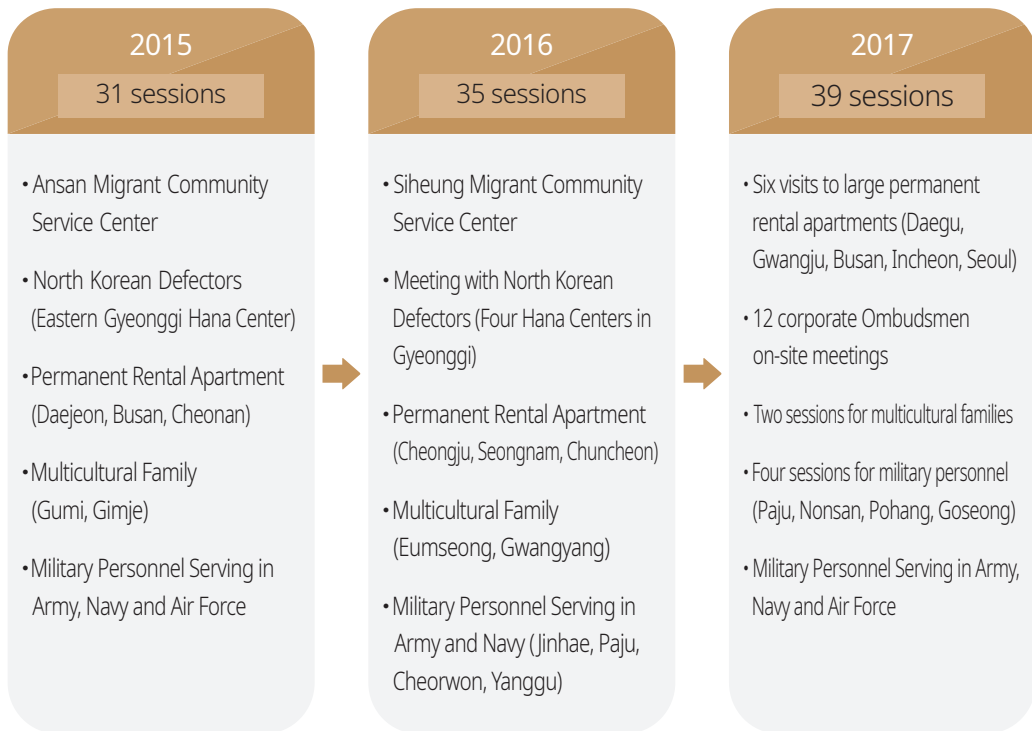 2015
31 sessions
• Ansan Migrant Community
Service Center
• North Korean Defectors
(Eastern Gyeonggi Hana Center)
• Permanent Rental Apartment
(Daejeon, Busan, Cheonan)
• Multicultural Family
(Gumi, Gimje)
• Military Personnel Serving in
Army, Navy and Air Force
2016
35 sessions
• Siheung Migrant Community
Service Center
• Meeting with North Korean
Defectors (Four Hana Centers in
Gyeonggi)
• Permanent Rental Apartment
(Cheongju, Seongnam, Chuncheon)
• Multicultural Family
(Eumseong, Gwangyang)
• Military Personnel Serving in
Army and Navy (Jinhae, Paju,
Cheorwon, Yanggu)
2017
39 sessions
• Six visits to large permanent
rental apartments (Daegu,
Gwangju, Busan, Incheon, Seoul)
• 12 corporate Ombudsmen
on-site meetings
• Two sessions for multicultural families
• Four sessions for military personnel
(Paju, Nonsan, Pohang, Goseong)
• Military Personnel Serving in Army,
Navy and Air Force